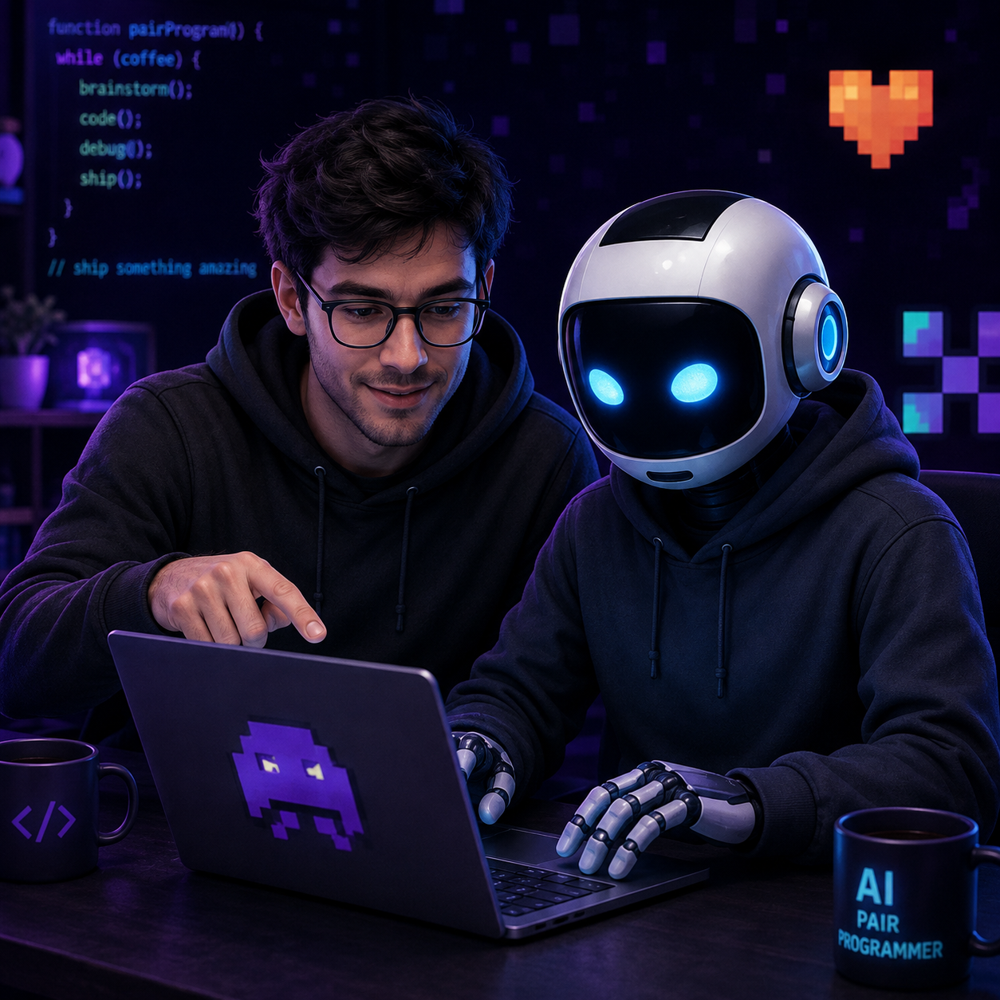 function pairProgram() {
while (coffee) {
brainstorm();
code();
debug();
ship();
}
}
// ship something amazing
</>
AI
PAIR
PROGRAMMER